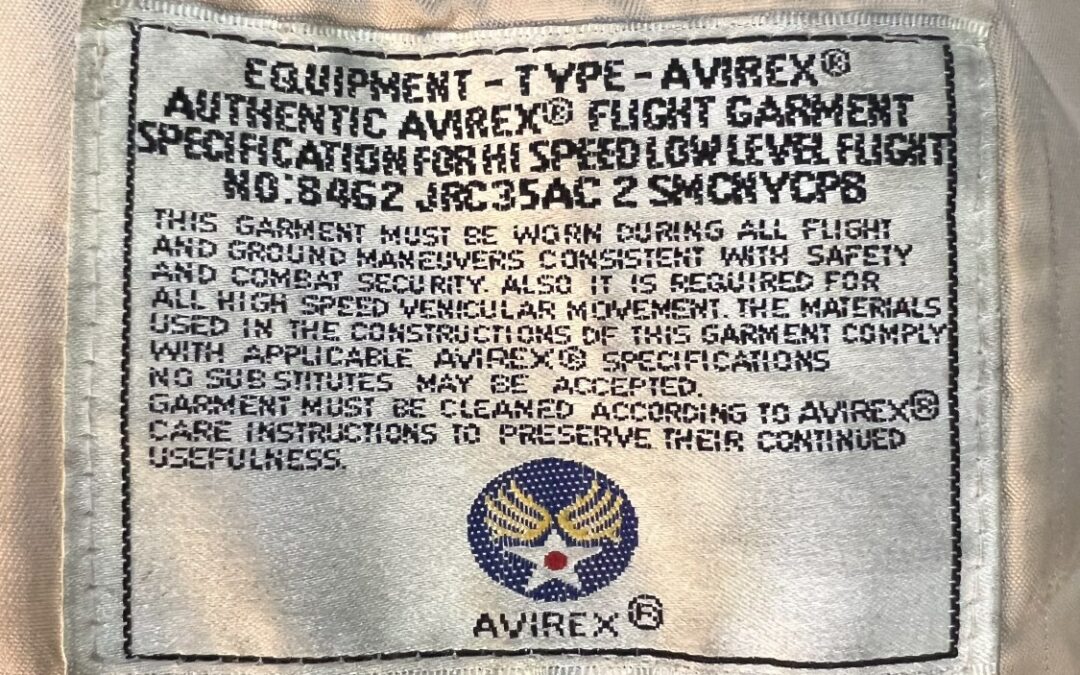 EQUIPMENT - TYPE - AVIREX®
AUTHENTIC AVIREX® FLIGHT GARMENT
SPECIFICATION FOR HI SPEED LOW LEVEL FLIGHT
NO. 8462 JRC35AC 2 SMCNYCPB
THIS GARMENT MUST BE WORN DURING ALL FLIGHT
AND GROUND MANEUVERS CONSISTENT WITH SAFETY
AND COMBAT SECURITY. ALSO IT IS REQUIRED FOR
ALL HIGH SPEED VENICULAR MOVEMENT. THE MATERIALS
USED IN THE CONSTRUCTIONS OF THIS GARMENT COMPLY
WITH APPLICABLE AVIREX® SPECIFICATIONS
NO SUBSTITUTES MAY BE ACCEPTED.
GARMENT MUST BE CLEANED ACCORDING TO AVIREX®
CARE INSTRUCTIONS TO PRESERVE THEIR CONTINUED
USEFULNESS.
AVIREX®